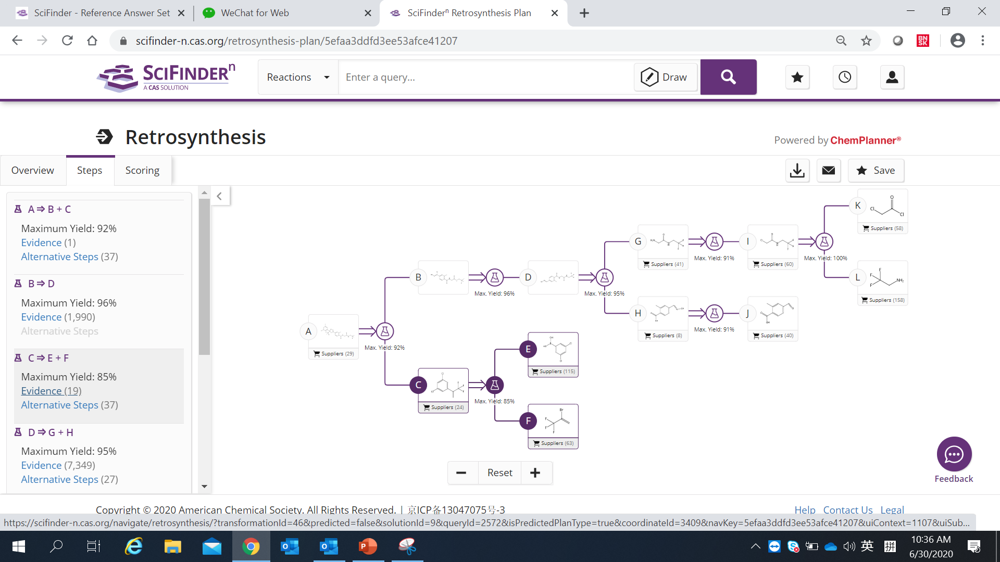 SciFinder - Reference Answer Set
WeChat for Web
SciFinderⁿ Retrosynthesis Plan
scifinder-n.cas.org/retrosynthesis-plan/5efaa3ddfd3ee53afce41207
BN
SK
SCIFINDERⁿ
A CAS SOLUTION
Reactions
Enter a query...
Draw
Retrosynthesis
Powered by ChemPlanner®
Overview
Steps
Scoring
Save
A ⇒ B + C
Maximum Yield: 92%
Evidence (1)
Alternative Steps (37)
B ⇒ D
Maximum Yield: 96%
Evidence (1,990)
Alternative Steps
C ⇒ E + F
Maximum Yield: 85%
Evidence (19)
Alternative Steps (37)
D ⇒ G + H
Maximum Yield: 95%
Evidence (7,349)
Alternative Steps (27)
A
Suppliers (29)
Max. Yield: 92%
B
Max. Yield: 96%
D
Max. Yield: 95%
C
Suppliers (24)
Max. Yield: 85%
E
Suppliers (115)
F
Br
F
F
F
Suppliers (63)
G
Suppliers (41)
Max. Yield: 91%
I
Suppliers (60)
Max. Yield: 100%
H
Suppliers (8)
Max. Yield: 91%
J
Suppliers (40)
K
O
Cl
Cl
Suppliers (58)
L
F
F
F
NH₂
Suppliers (158)
Reset
Feedback
Copyright © 2020 American Chemical Society. All Rights Reserved. | 京ICP备13047075号-3
Help Contact Us Legal
https://scifinder-n.cas.org/navigate/retrosynthesis/?transformationId=46&predicted=false&solutionId=9&queryId=2572&isPredictedPlanType=true&coordinateId=3409&navKey=5efaa3ddfd3ee53afce41207&uiContext=1107&uiSub...
英
拼
10:36 AM
6/30/2020